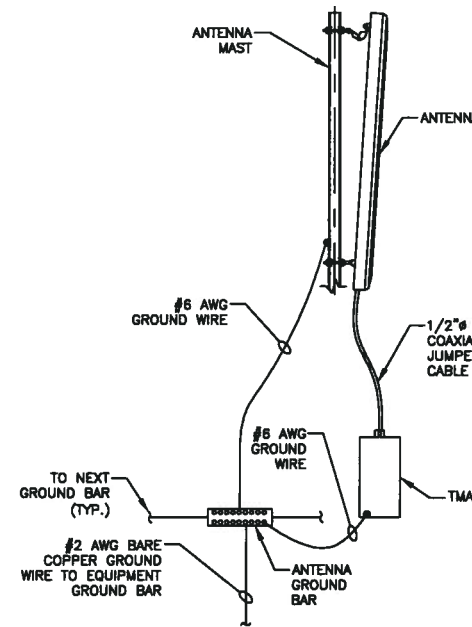 ANTENNA
MAST
ANTENN
#6 AWG
GROUND WIRE
1/2"ø
COAXIA
JUMPE
CABLE
#6 AWG
GROUND
WIRE
TO NEXT
GROUND BAR
(TYP.)
TMA
#2 AWG BARE
COPPER GROUND
WIRE TO EQUIPMENT
GROUND BAR
ANTENNA
GROUND
BAR